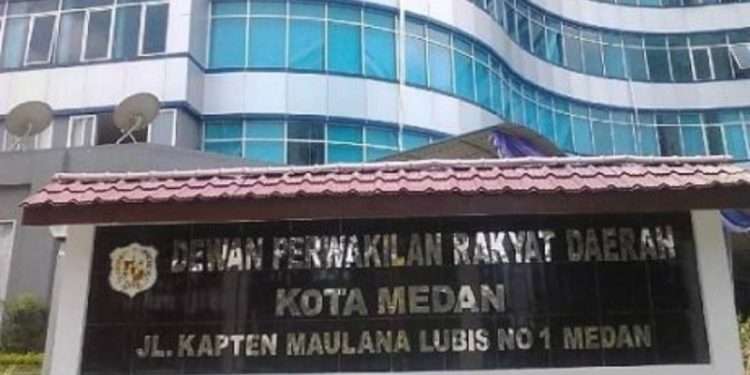 DEWAN PERWAKILAN RAKYAT DAERAH
KOTA MEDAN
JL. KAPTEN MAULANA LUBIS NO 1 MEDAN